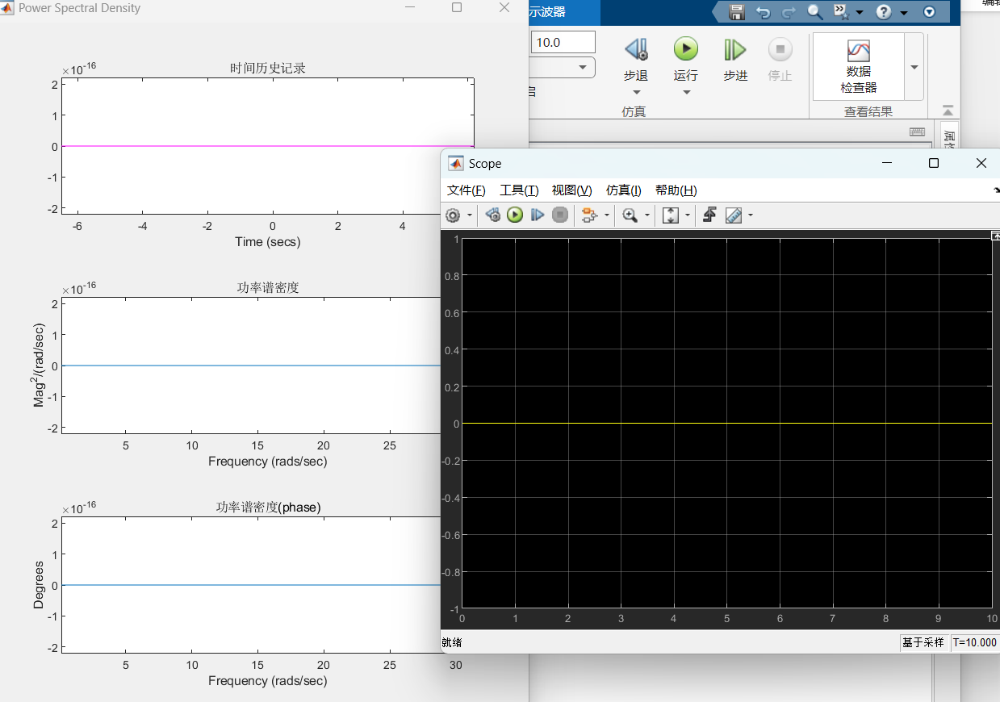 Power Spectral Density
×10-16
时间历史记录
2
1
0
-1
-2
-6
-4
-2
0
2
4
Time (secs)
×10-16
功率谱密度
Mag2/(rad/sec)
2
1
0
-1
-2
5
10
15
20
25
Frequency (rads/sec)
×10-16
功率谱密度(phase)
Degrees
2
1
0
-1
-2
5
10
15
20
25
30
Frequency (rads/sec)
示波器
10.0
步退
运行
步进
停止
仿真
数据
检查器
查看结果
Scope
文件(F) 工具(T) 视图(V) 仿真(I) 帮助(H)
1
0.8
0.6
0.4
0.2
0
-0.2
-0.4
-0.6
-0.8
-1
0 1 2 3 4 5 6 7 8 9 10
就绪
基于采样
T=10.000